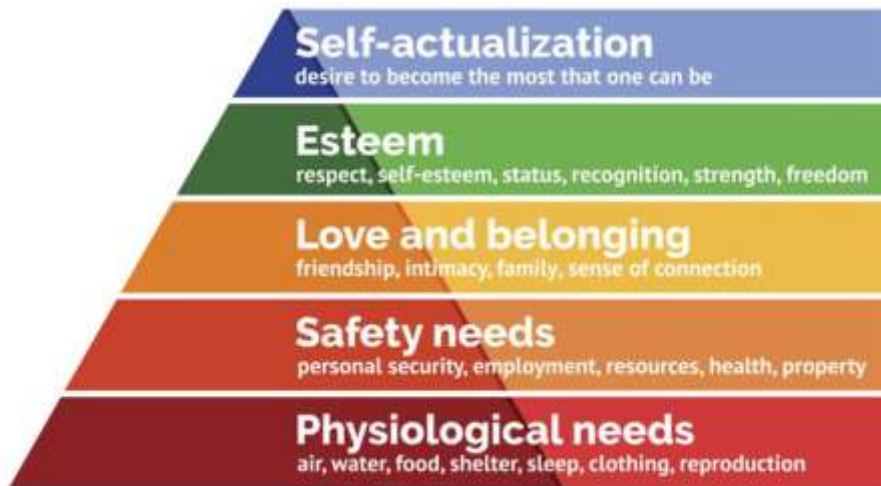 Self-actualization
desire to become the most that one can be
Esteem
respect, self-esteem, status, recognition, strength, freedom
Love and belonging
friendship, intimacy, family, sense of connection
Safety needs
personal security, employment, resources, health, property
Physiological needs
air, water, food, shelter, sleep, clothing, reproduction